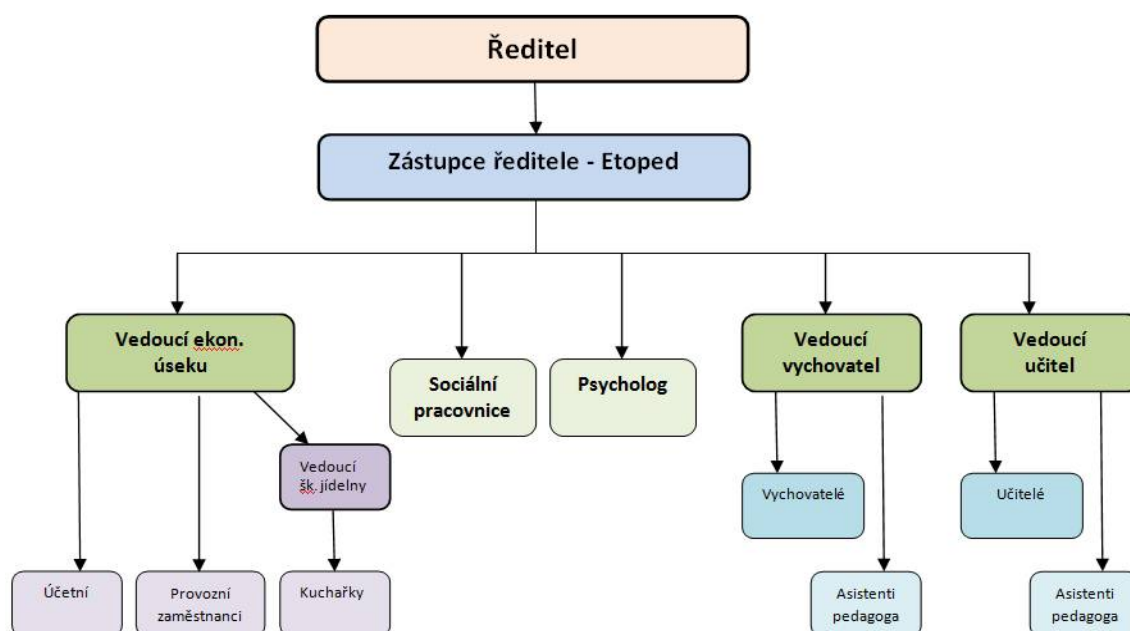 Ředitel
Zástupce ředitele - Etoped
Vedoucí ekon.
úseku
Sociální
pracovnice
Psycholog
Vedoucí
vychovatel
Vedoucí
učitel
Vedoucí
šk. jídelny
Vychovatelé
Učitelé
Účetní
Provozní
zaměstnanci
Kuchařky
Asistenti
pedagoga
Asistenti
pedagoga